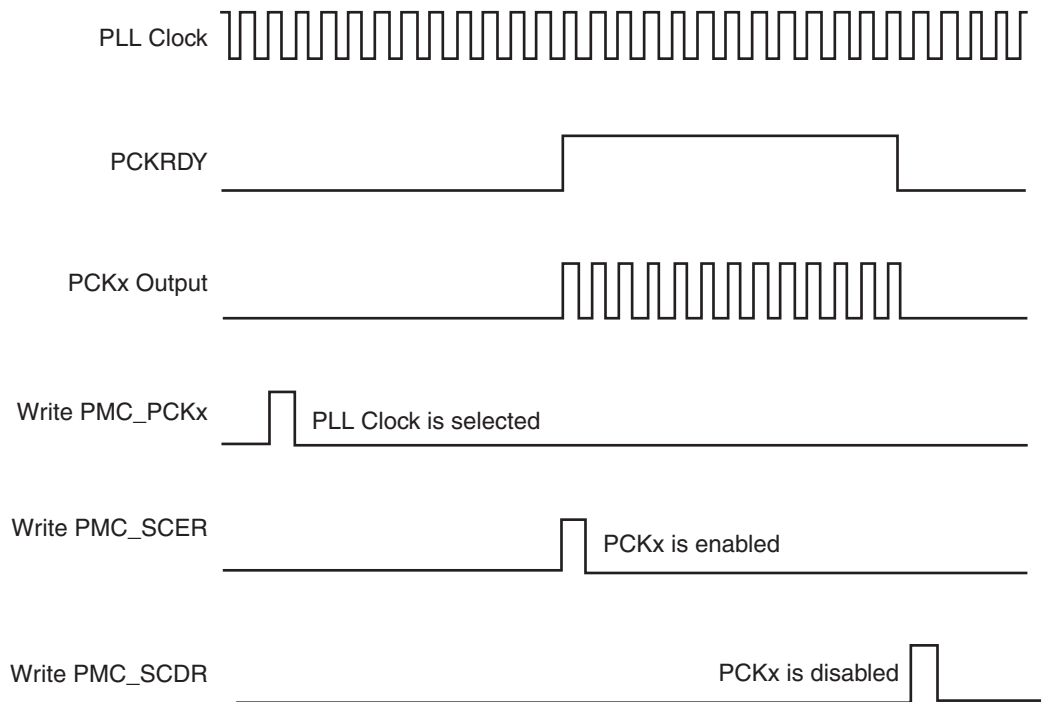 PLL Clock
PCKRDY
PCKx Output
Write PMC_PCKx
PLL Clock is selected
Write PMC_SCER
PCKx is enabled
Write PMC_SCDR
PCKx is disabled